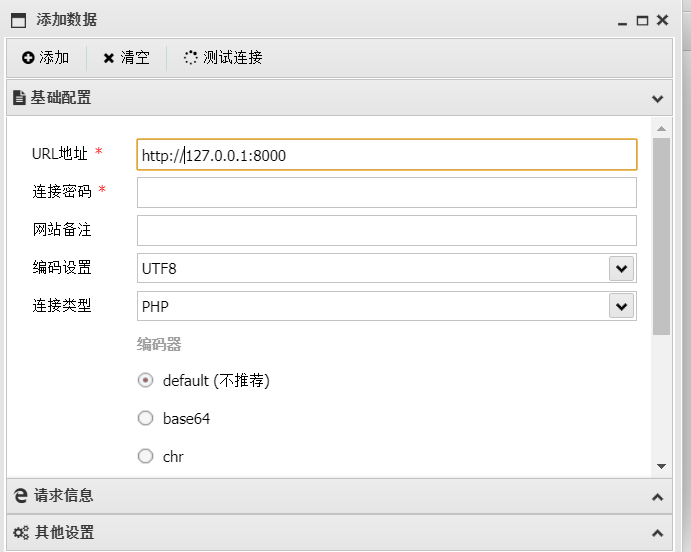 添加数据
添加 清空 测试连接
基础配置
URL地址 * http://127.0.0.1:8000
连接密码 *
网站备注
编码设置 UTF8
连接类型 PHP
编码器
default (不推荐)
base64
chr
请求信息
其他设置